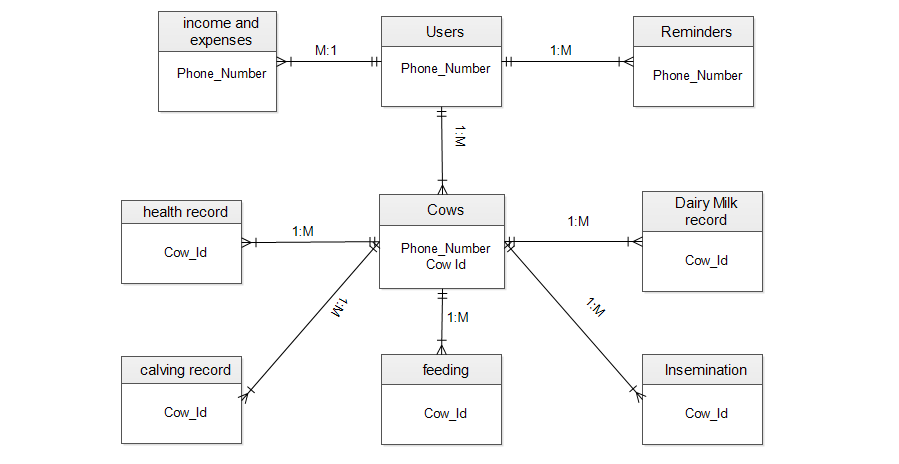 income and
expenses
Phone_Number
M:1
Users
Phone_Number
1:M
Reminders
Phone_Number
1:M
health record
Cow_Id
1:M
Cows
Phone_Number
Cow Id
1:M
Dairy Milk
record
Cow_Id
1:M
1:M
1:M
calving record
Cow_Id
feeding
Cow_Id
Insemination
Cow_Id